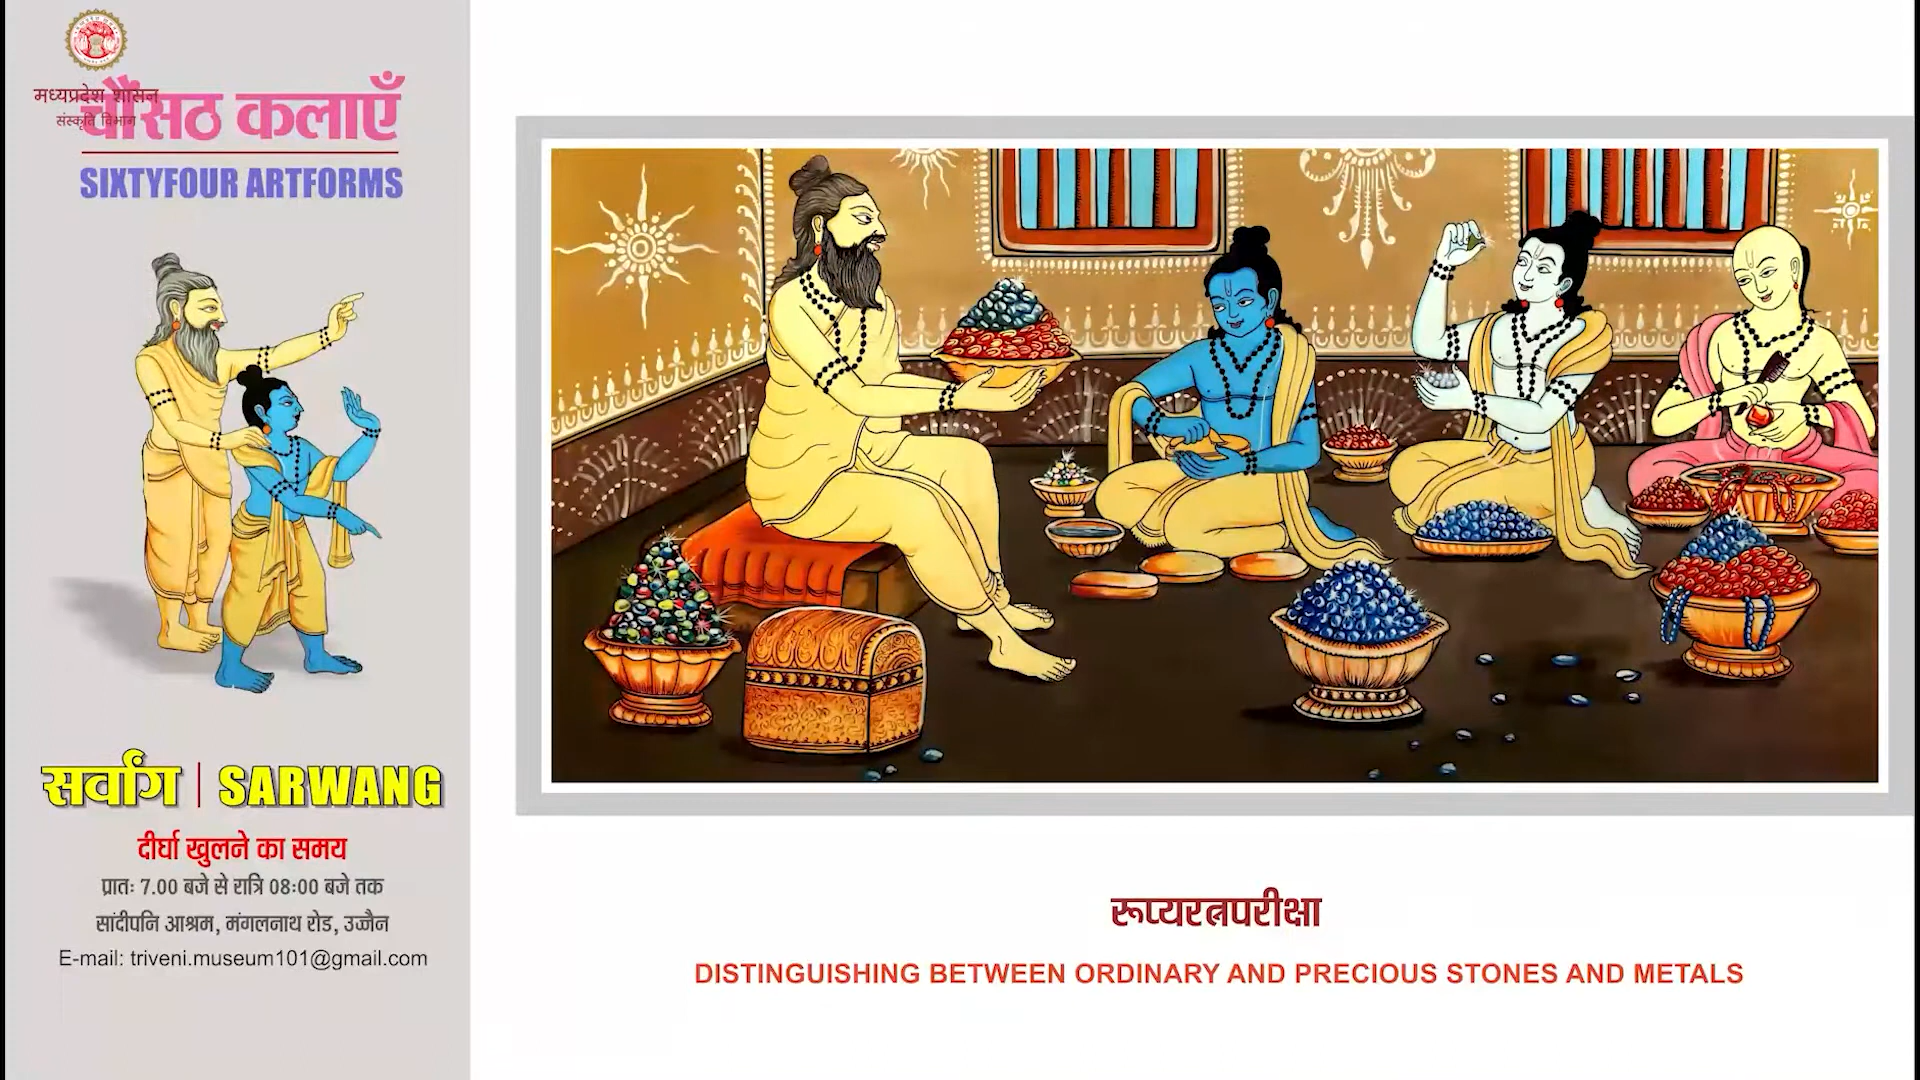 मध्यप्रदेश शासन
संस्कृति विभाग
चौंसठ कलाएँ
SIXTYFOUR ARTFORMS
सर्वांग | SARWANG
दीर्घा खुलने का समय
प्रातः 7.00 बजे से रात्रि 08:00 बजे तक
सांदीपनि आश्रम, मंगलनाथ रोड, उज्जैन
E-mail: triveni.museum101@gmail.com
रूप्यरत्नपरीक्षा
DISTINGUISHING BETWEEN ORDINARY AND PRECIOUS STONES AND METALS